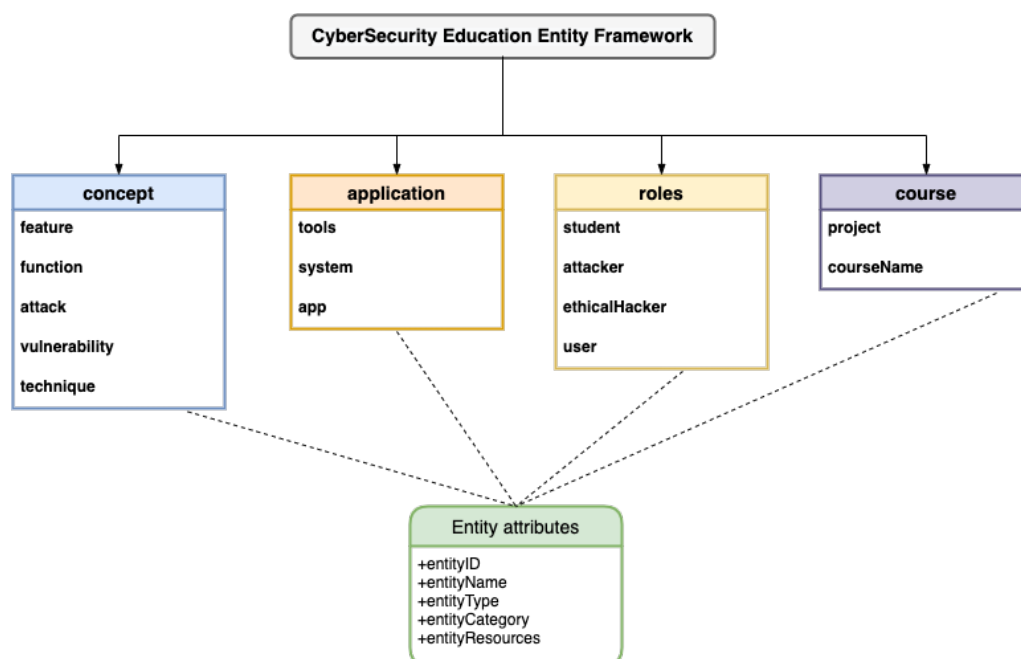 CyberSecurity Education Entity Framework
concept
feature
function
attack
vulnerability
technique
application
tools
system
app
roles
student
attacker
ethicalHacker
user
course
project
courseName
Entity attributes
+entityID
+entityName
+entityType
+entityCategory
+entityResources